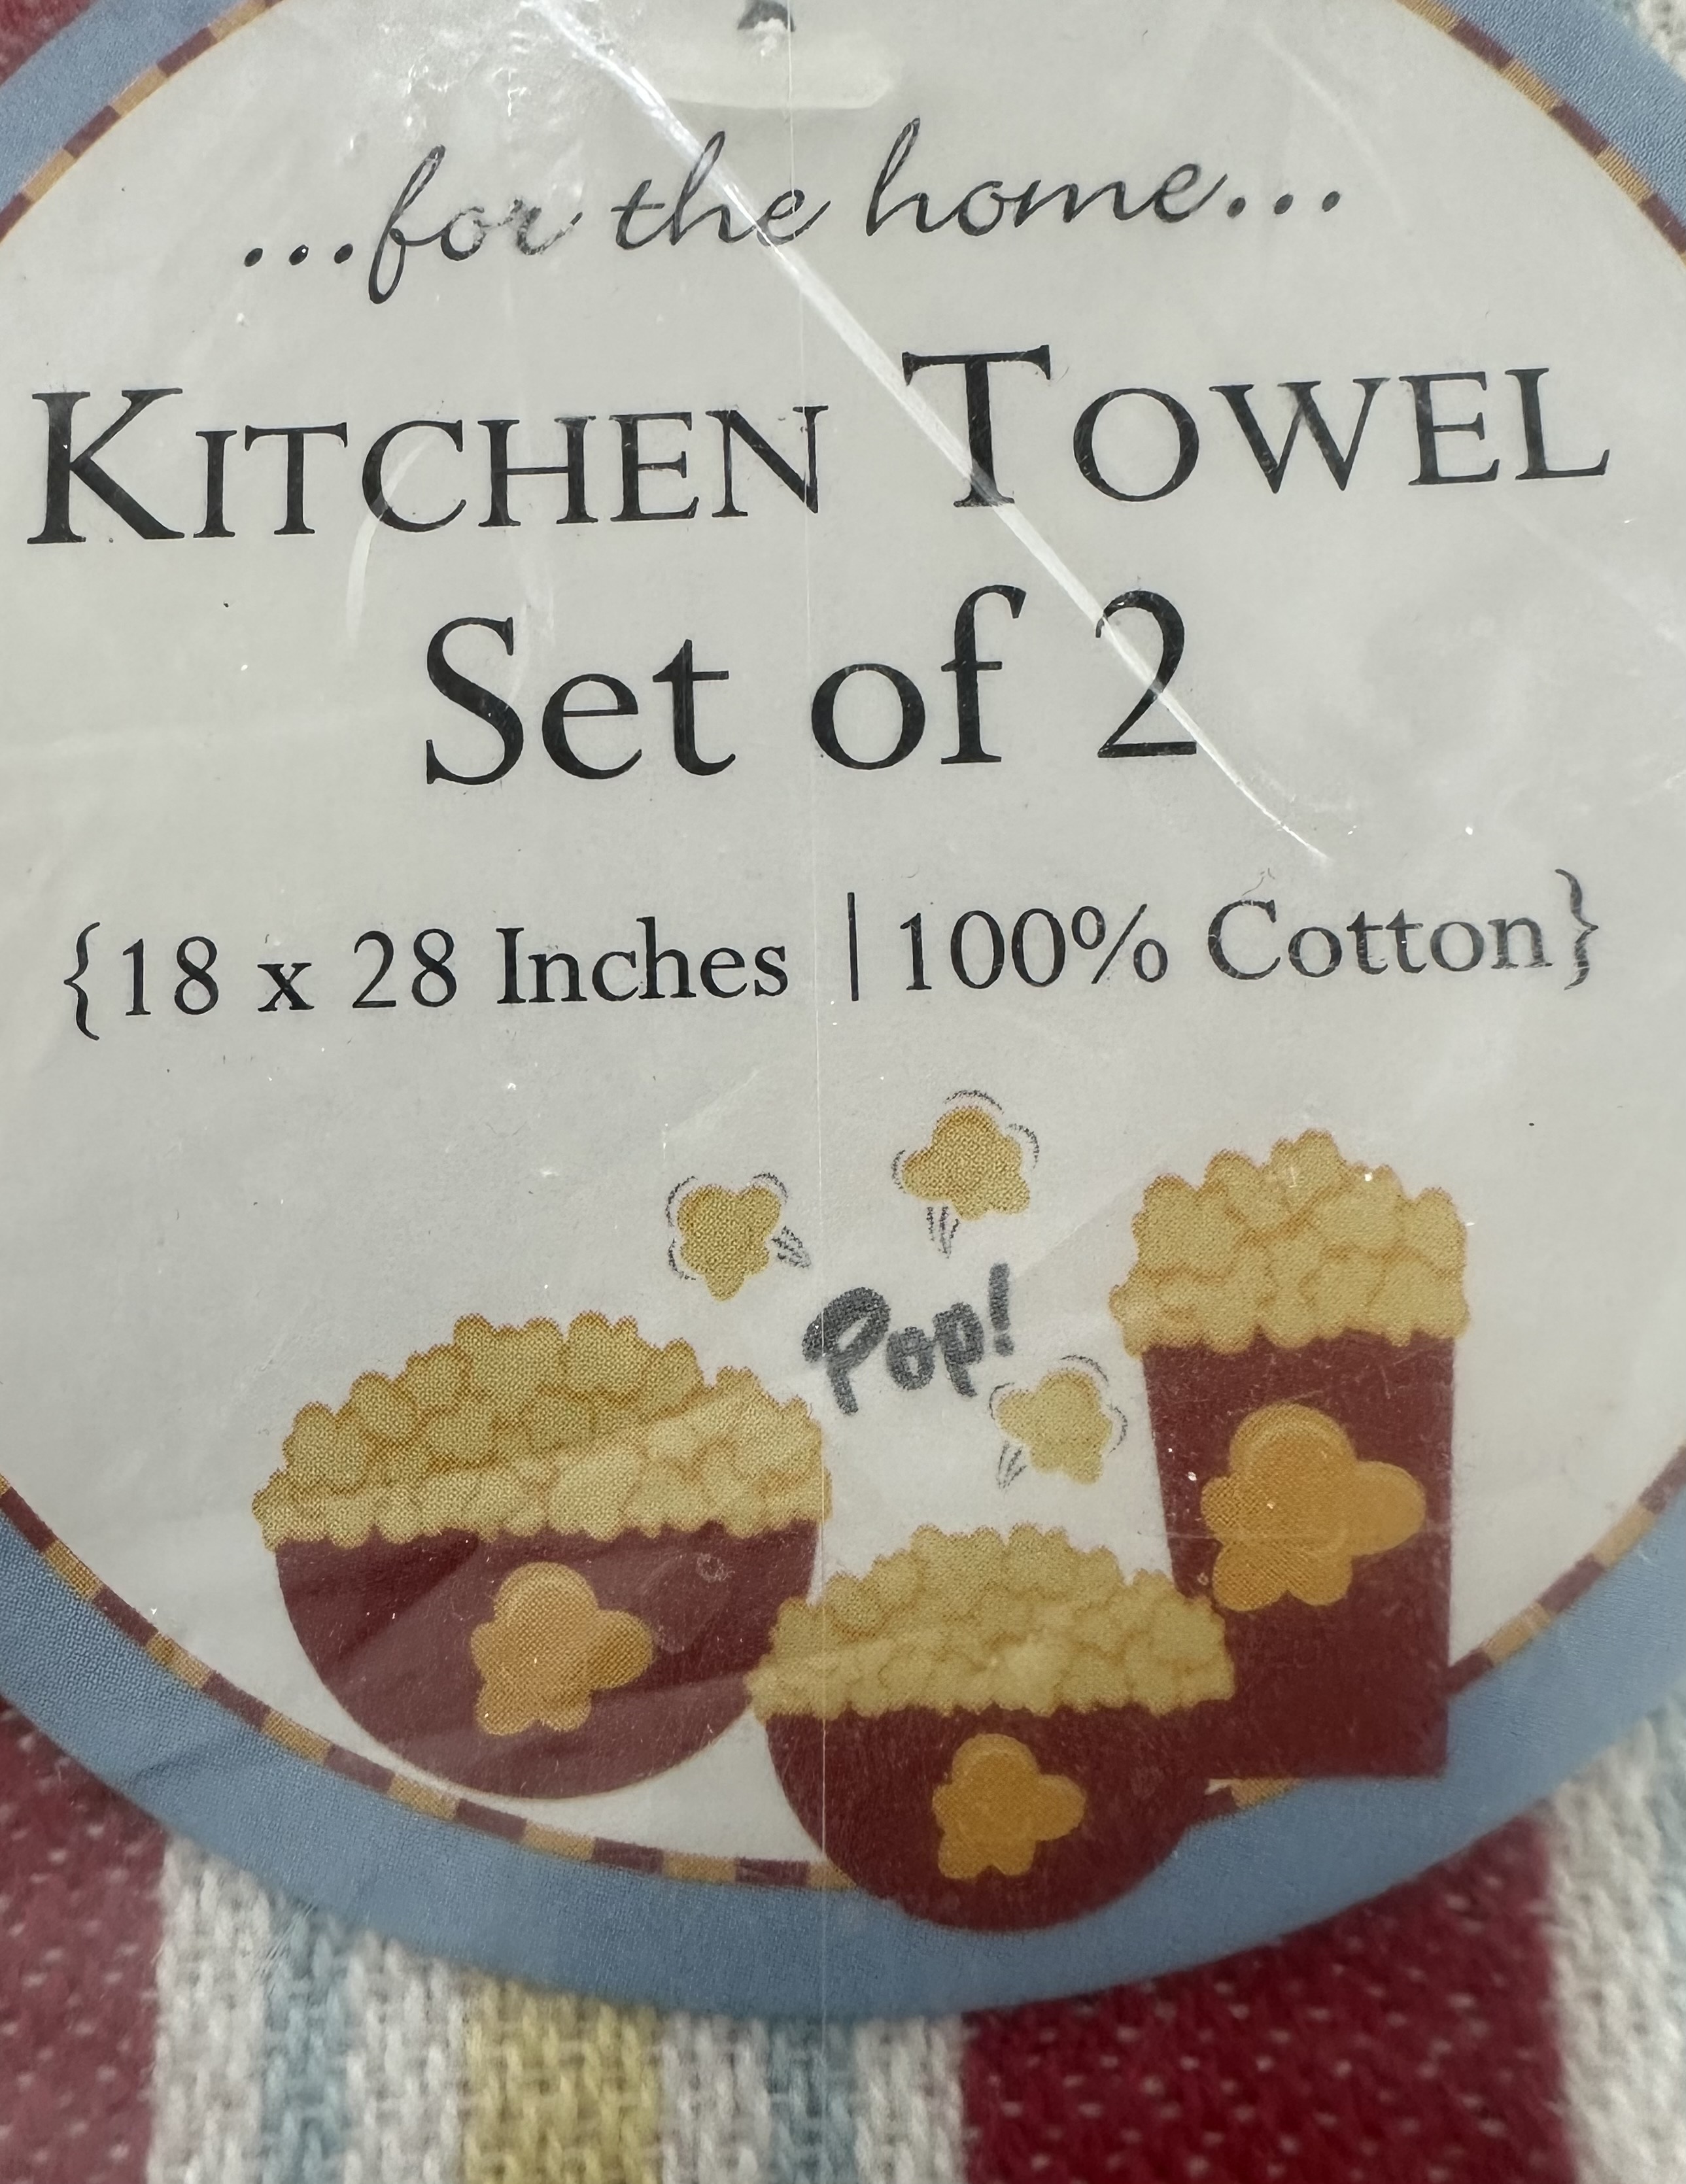 ...for the home...
KITCHEN TOWEL
Set of 2
{18 x 28 Inches | 100% Cotton}
Pop!